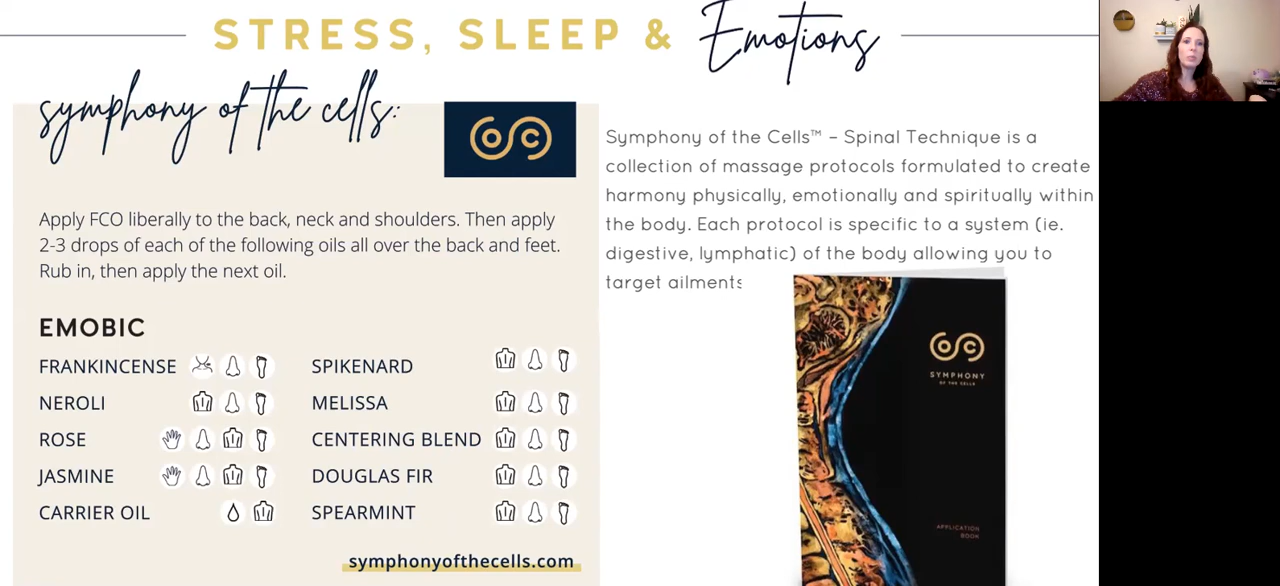 STRESS, SLEEP & Emotions
symphony of the cells:
OSC
Apply FCO liberally to the back, neck and shoulders. Then apply
2-3 drops of each of the following oils all over the back and feet.
Rub in, then apply the next oil.
EMOBIC
FRANKINCENSE
NEROLI
ROSE
JASMINE
CARRIER OIL
SPIKENARD
MELISSA
CENTERING BLEND
DOUGLAS FIR
SPEARMINT
symphonyofthecells.com
Symphony of the Cells™ – Spinal Technique is a
collection of massage protocols formulated to create
harmony physically, emotionally and spiritually within
the body. Each protocol is specific to a system (ie.
digestive, lymphatic) of the body allowing you to
target ailments
OSC
SYMPHONY
OF THE CELLS
APPLICATION
BOOK